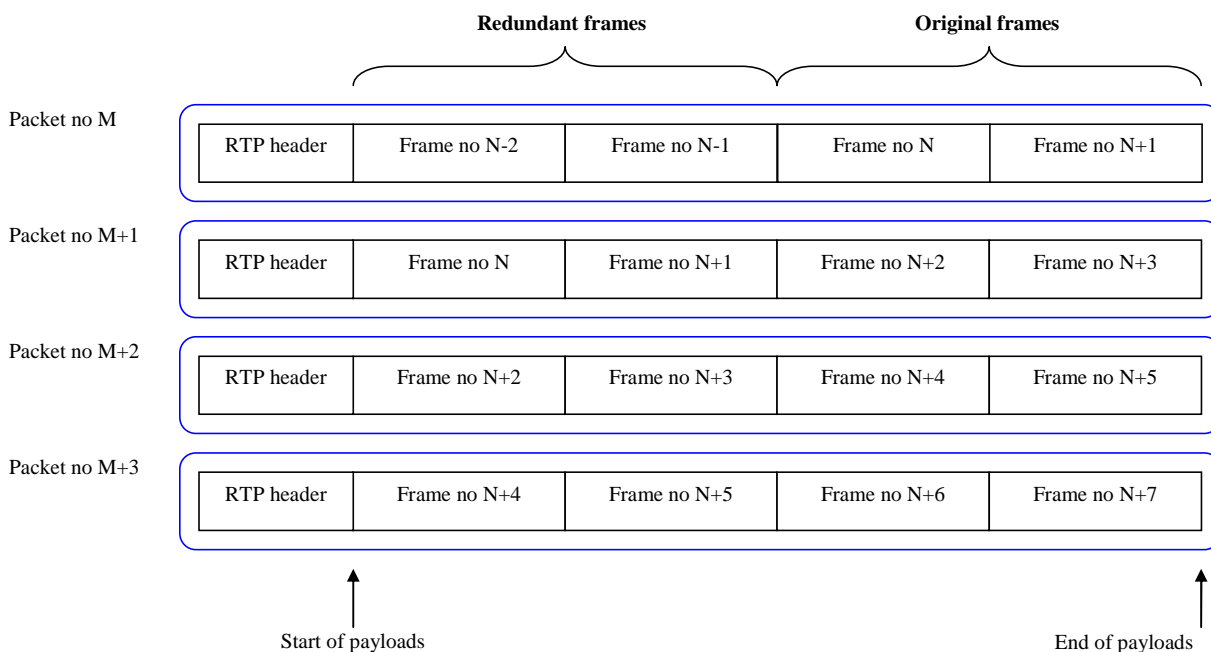 Redundant frames Original frames
Packet no M
RTP header Frame no N-2 Frame no N-1 Frame no N Frame no N+1
Packet no M+1
RTP header Frame no N Frame no N+1 Frame no N+2 Frame no N+3
Packet no M+2
RTP header Frame no N+2 Frame no N+3 Frame no N+4 Frame no N+5
Packet no M+3
RTP header Frame no N+4 Frame no N+5 Frame no N+6 Frame no N+7
Start of payloads End of payloads